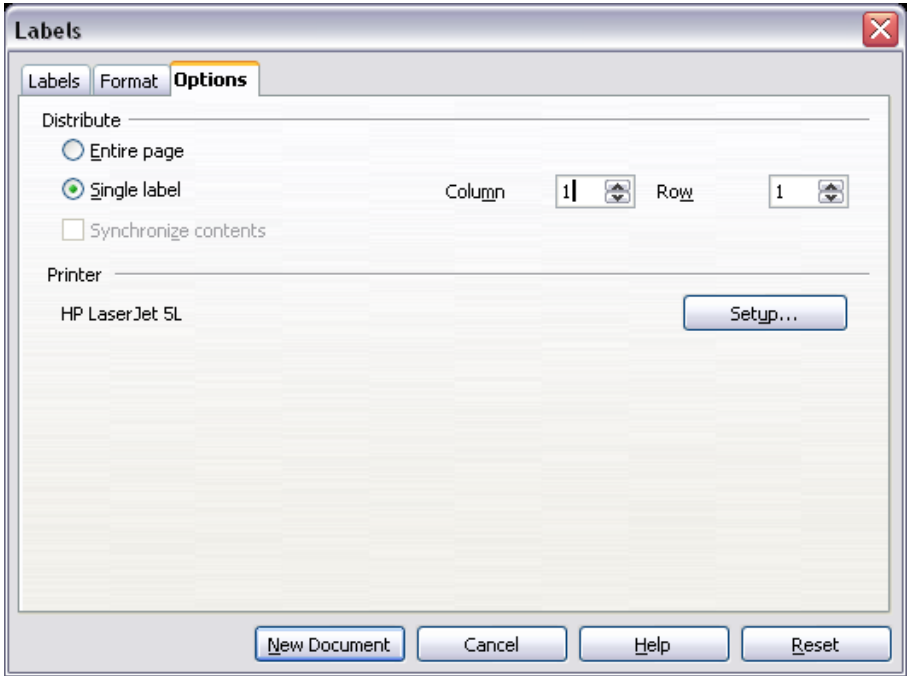 Labels
Labels Format Options
Distribute
Entire page
Single label Column 1 Row 1
Synchronize contents
Printer
HP LaserJet 5L Setup...
New Document Cancel Help Reset